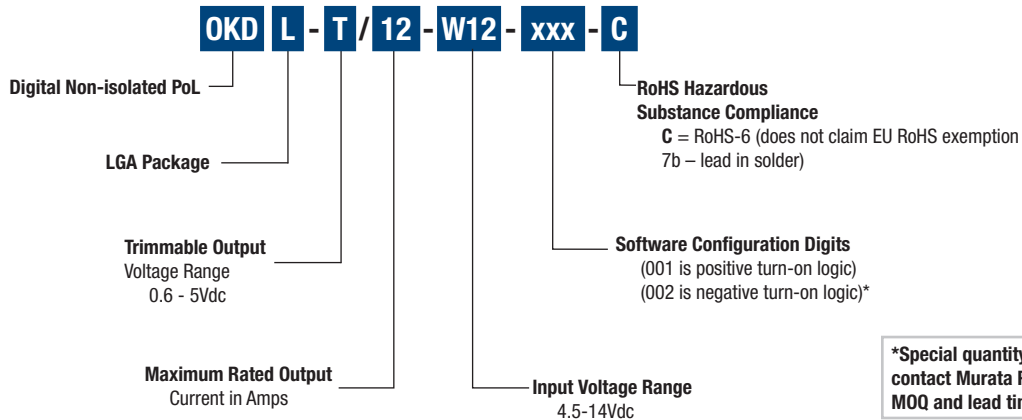 OKD L - T / 12 - W12 - xxx - C
Digital Non-isolated PoL
LGA Package
Trimmable Output
Voltage Range
0.6 - 5Vdc
Maximum Rated Output
Current in Amps
RoHS Hazardous
Substance Compliance
C = RoHS-6 (does not claim EU RoHS exemption
7b – lead in solder)
Software Configuration Digits
(001 is positive turn-on logic)
(002 is negative turn-on logic)*
Input Voltage Range
4.5-14Vdc
*Special quantity
contact Murata
MOQ and lead